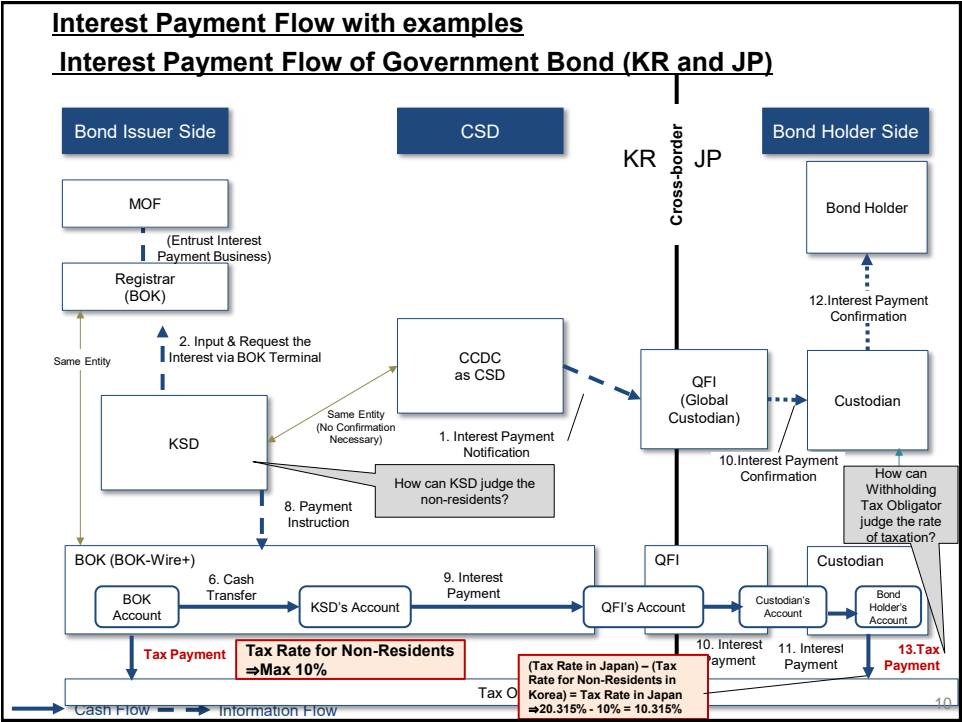 Interest Payment Flow with examples
Interest Payment Flow of Government Bond (KR and JP)
Bond Issuer Side
CSD
Bond Holder Side
KR
Cross-border
JP
MOF
Bond Holder
(Entrust Interest
Payment Business)
Registrar
(BOK)
12.Interest Payment
Confirmation
2. Input & Request the
Interest via BOK Terminal
Same Entity
CCDC
as CSD
QFI
(Global
Custodian)
Custodian
KSD
Same Entity
(No Confirmation
Necessary)
1. Interest Payment
Notification
10.Interest Payment
Confirmation
How can KSD judge the
non-residents?
How can
Withholding
Tax Obligator
judge the rate
of taxation?
8. Payment
Instruction
BOK (BOK-Wire+)
QFI
Custodian
6. Cash
Transfer
9. Interest
Payment
BOK
Account
KSD's Account
QFI's Account
Custodian's
Account
Bond
Holder's
Account
Tax Payment
Tax Rate for Non-Residents
⇒Max 10%
10. Interest
Payment
11. Interest
Payment
13.Tax
Payment
(Tax Rate in Japan) – (Tax
Rate for Non-Residents in
Korea) = Tax Rate in Japan
⇒20.315% - 10% = 10.315%
Tax
Cash Flow
Information Flow
10